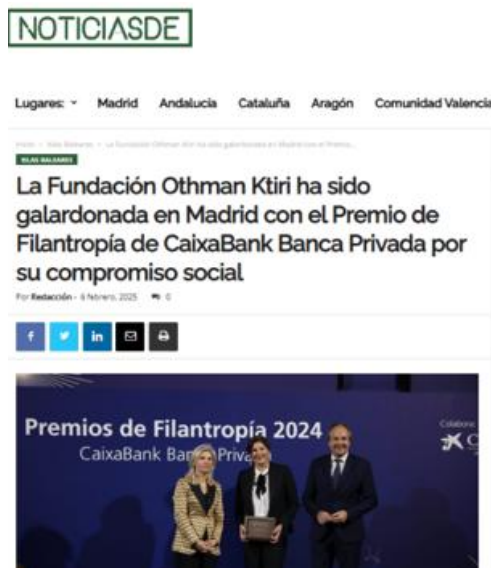 NOTICIASDE
Lugares: Madrid Andalucia Cataluña Aragón Comunidad Valencia
ISLAS BALEARES
La Fundación Othman Ktiri ha sido
galardonada en Madrid con el Premio de
Filantropía de CaixaBank Banca Privada por
su compromiso social
Por Redacción - 6 febrero, 2025 0
Premios de Filantropía 2024
CaixaBank Banca Privada
Colabora: